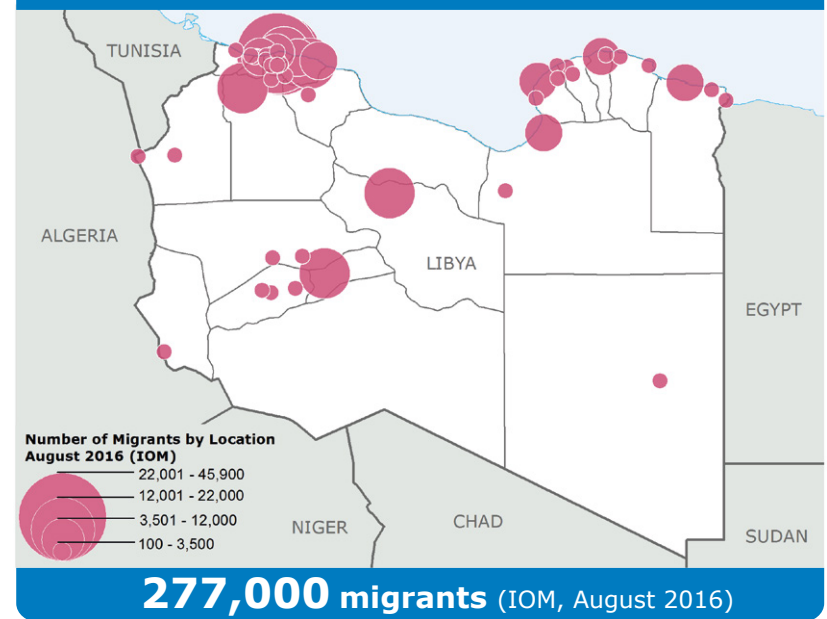 TUNISIA
ALGERIA
LIBYA
EGYPT
Number of Migrants by Location
August 2016 (IOM)
22,001 - 45,900
12,001 - 22,000
3,501 - 12,000
100 - 3,500
NIGER
CHAD
SUDAN
277,000 migrants (IOM, August 2016)